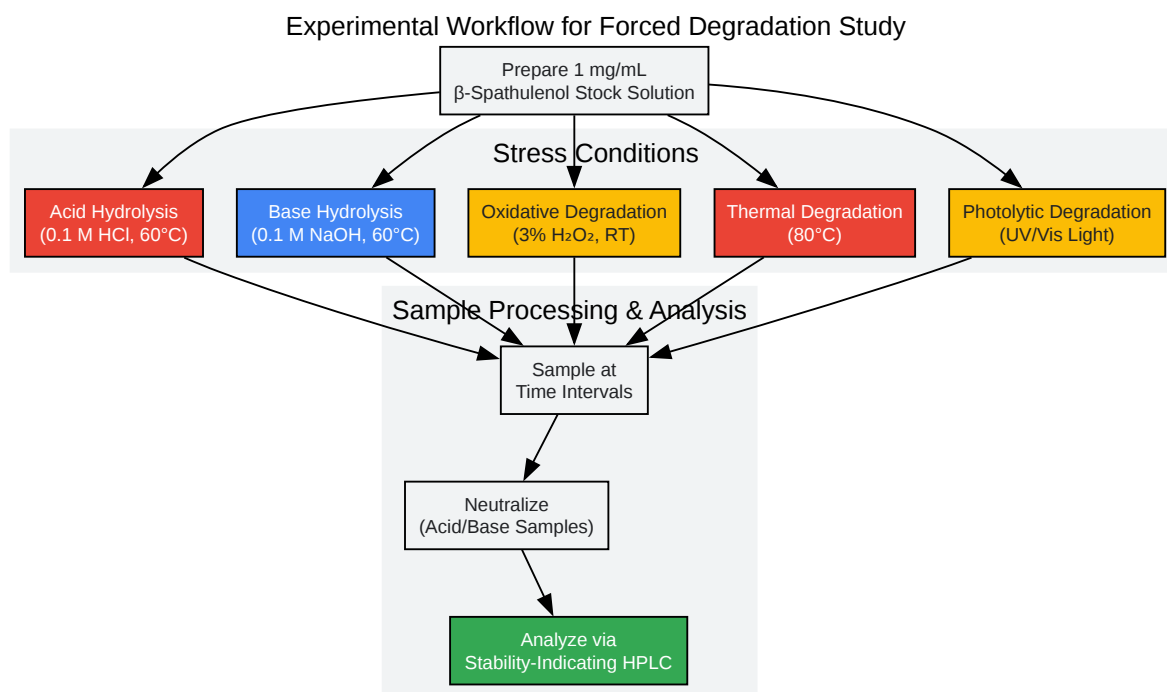 Experimental Workflow for Forced Degradation Study
Prepare 1 mg/mL
β-Spathulenol Stock Solution
Stress Conditions
Acid Hydrolysis
(0.1 M HCl, 60°C)
Base Hydrolysis
(0.1 M NaOH, 60°C)
Oxidative Degradation
(3% H₂O₂, RT)
Thermal Degradation
(80°C)
Photolytic Degradation
(UV/Vis Light)
Sample Processing & Analysis
Sample at
Time Intervals
Neutralize
(Acid/Base Samples)
Analyze via
Stability-Indicating HPLC